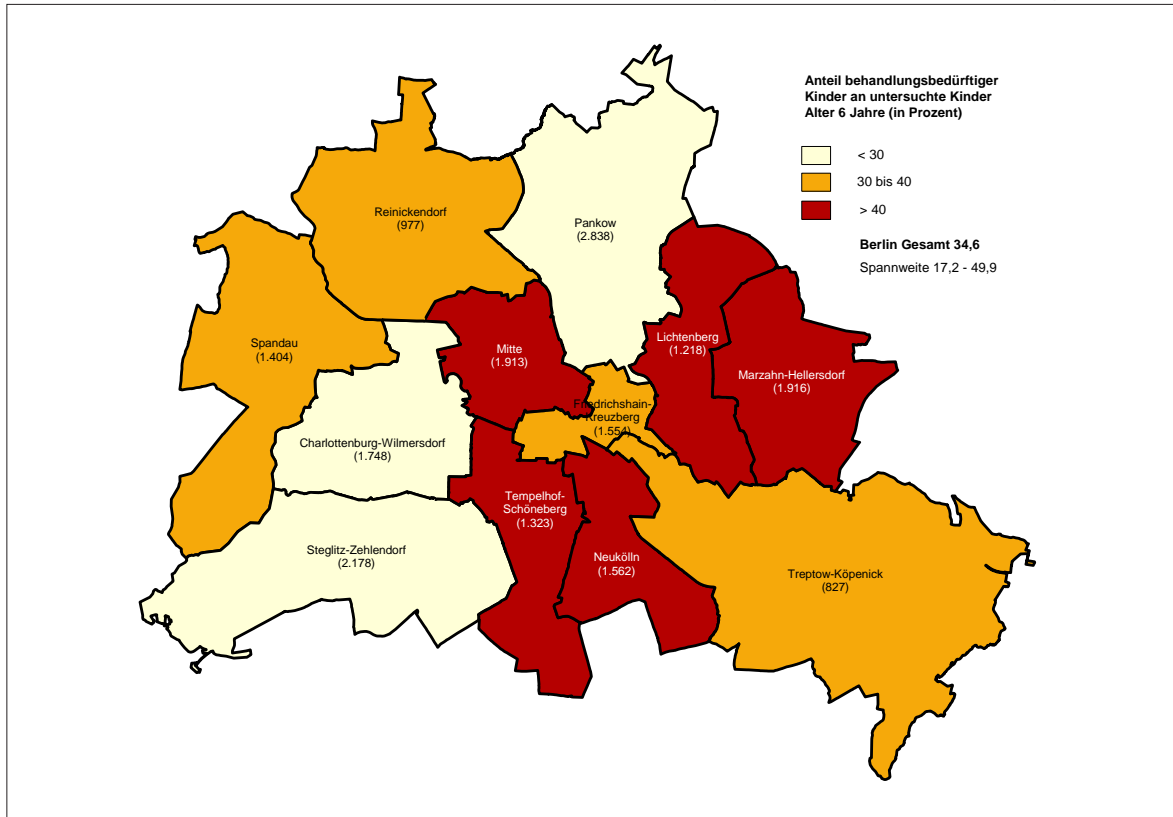 Anteil behandlungsbedürftiger
Kinder an untersuchte Kinder
Alter 6 Jahre (in Prozent)
< 30
30 bis 40
> 40
Berlin Gesamt 34,6
Spannweite 17,2 - 49,9
Reinickendorf
(977)
Pankow
(2.838)
Spandau
(1.404)
Mitte
(1.913)
Lichtenberg
(1.218)
Marzahn-Hellersdorf
(1.916)
Friedrichshain-
Kreuzberg
(1.554)
Charlottenburg-Wilmersdorf
(1.748)
Tempelhof-
Schöneberg
(1.323)
Steglitz-Zehlendorf
(2.178)
Neukölln
(1.562)
Treptow-Köpenick
(827)